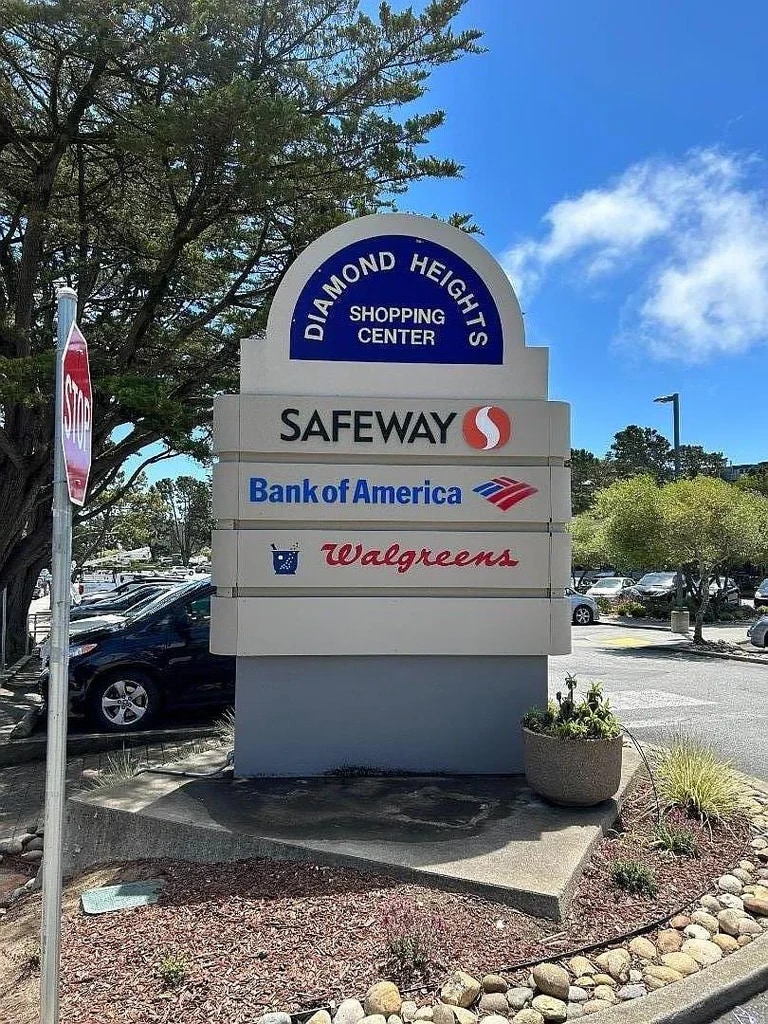 DIAMOND HEIGHTS
SHOPPING
CENTER
SAFEWAY
Bank of America
Walgreens
STOP